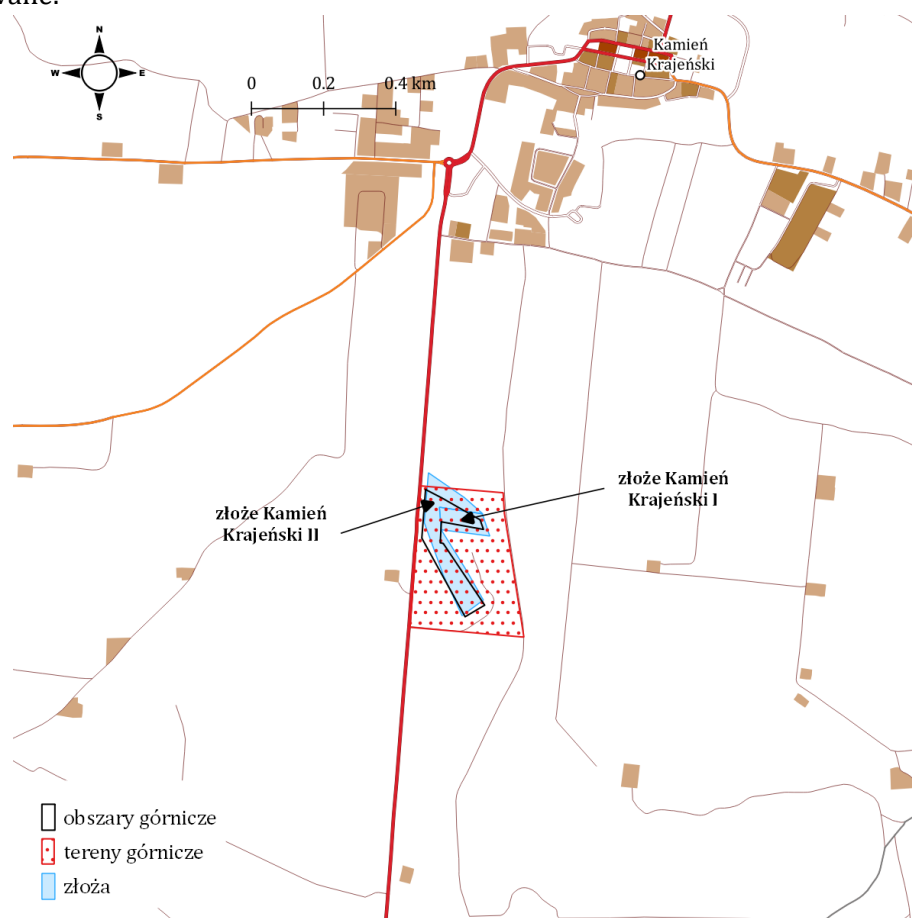 N
W E
S
0 0.2 0.4 km
Kamień
Krajeński
złoże Kamień
Krajeński I
złoże Kamień
Krajeński II
obszary górnicze
tereny górnicze
złoża